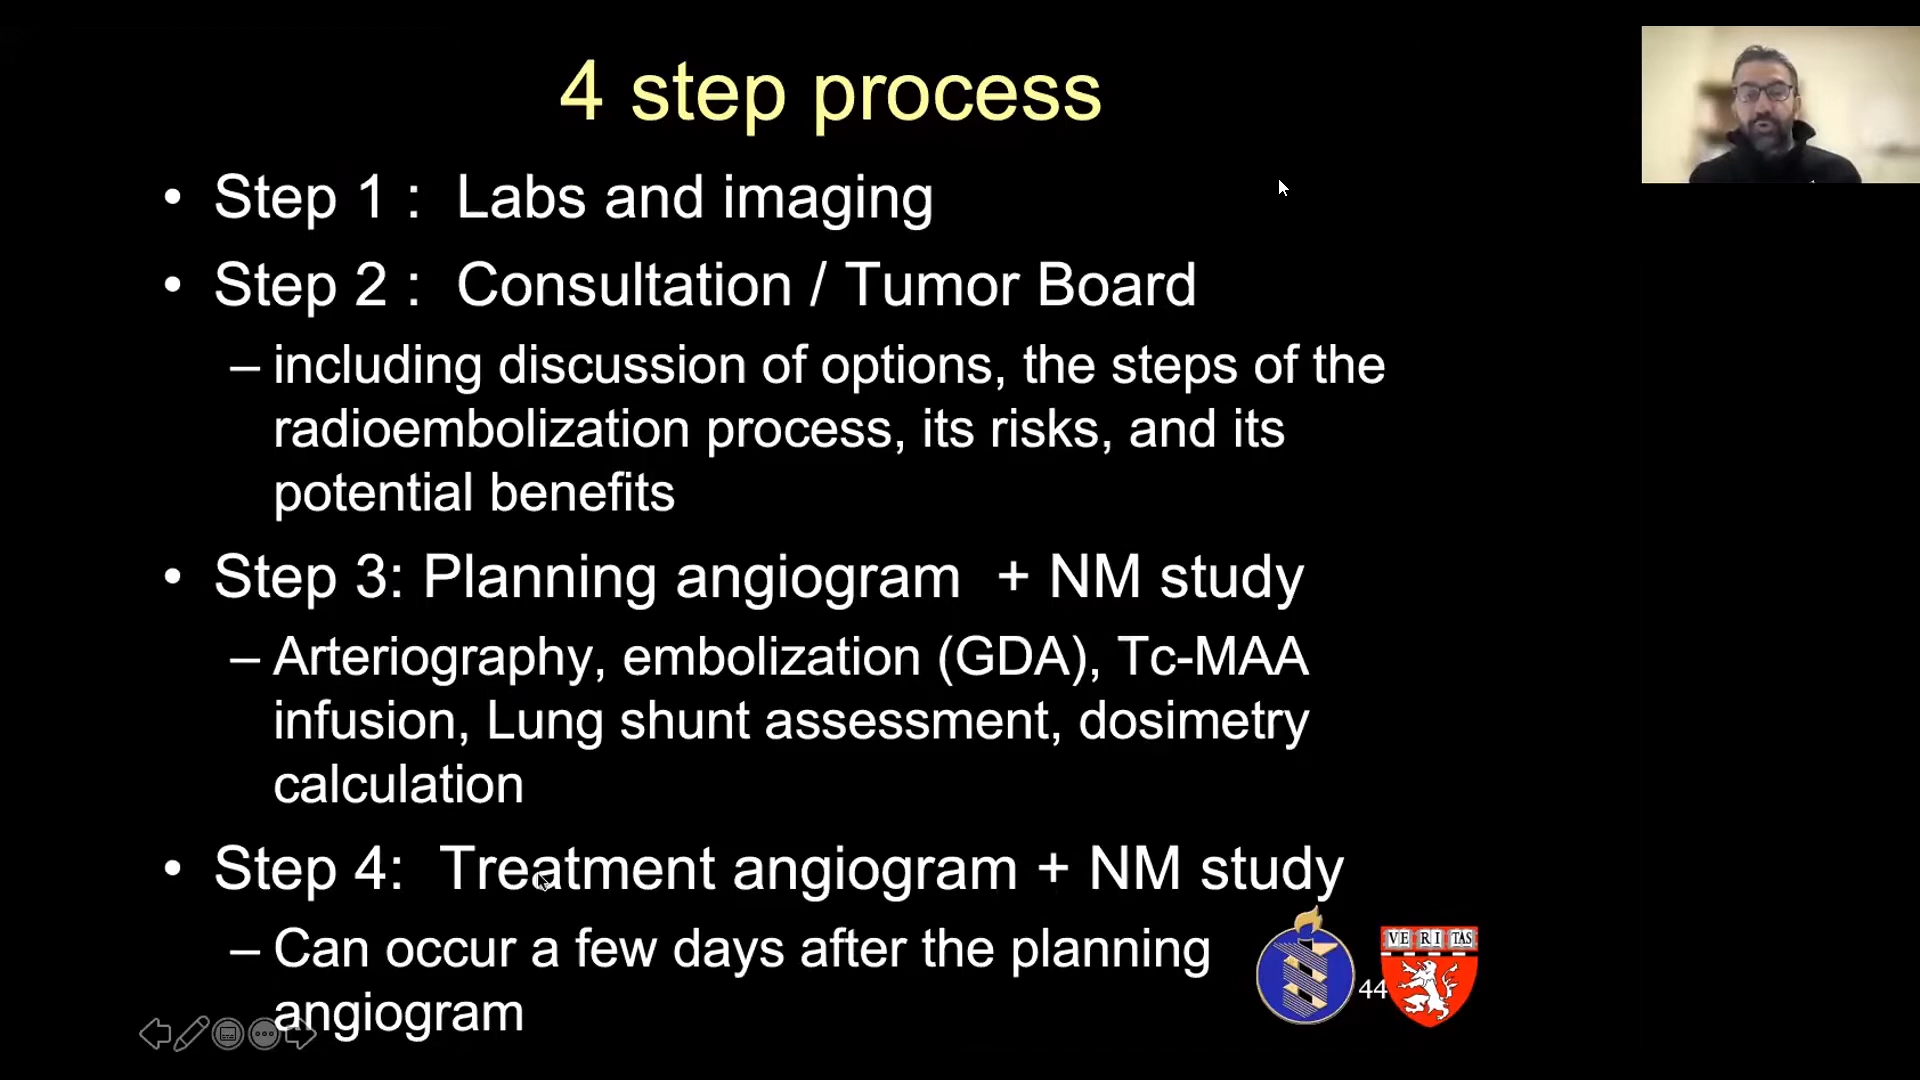 4 step process
• Step 1 :  Labs and imaging
• Step 2 :  Consultation / Tumor Board
– including discussion of options, the steps of the
radioembolization process, its risks, and its
potential benefits
• Step 3: Planning angiogram  + NM study
– Arteriography, embolization (GDA), Tc-MAA
infusion, Lung shunt assessment, dosimetry
calculation
• Step 4:  Treatment angiogram + NM study
– Can occur a few days after the planning
angiogram
VE RI TAS
44